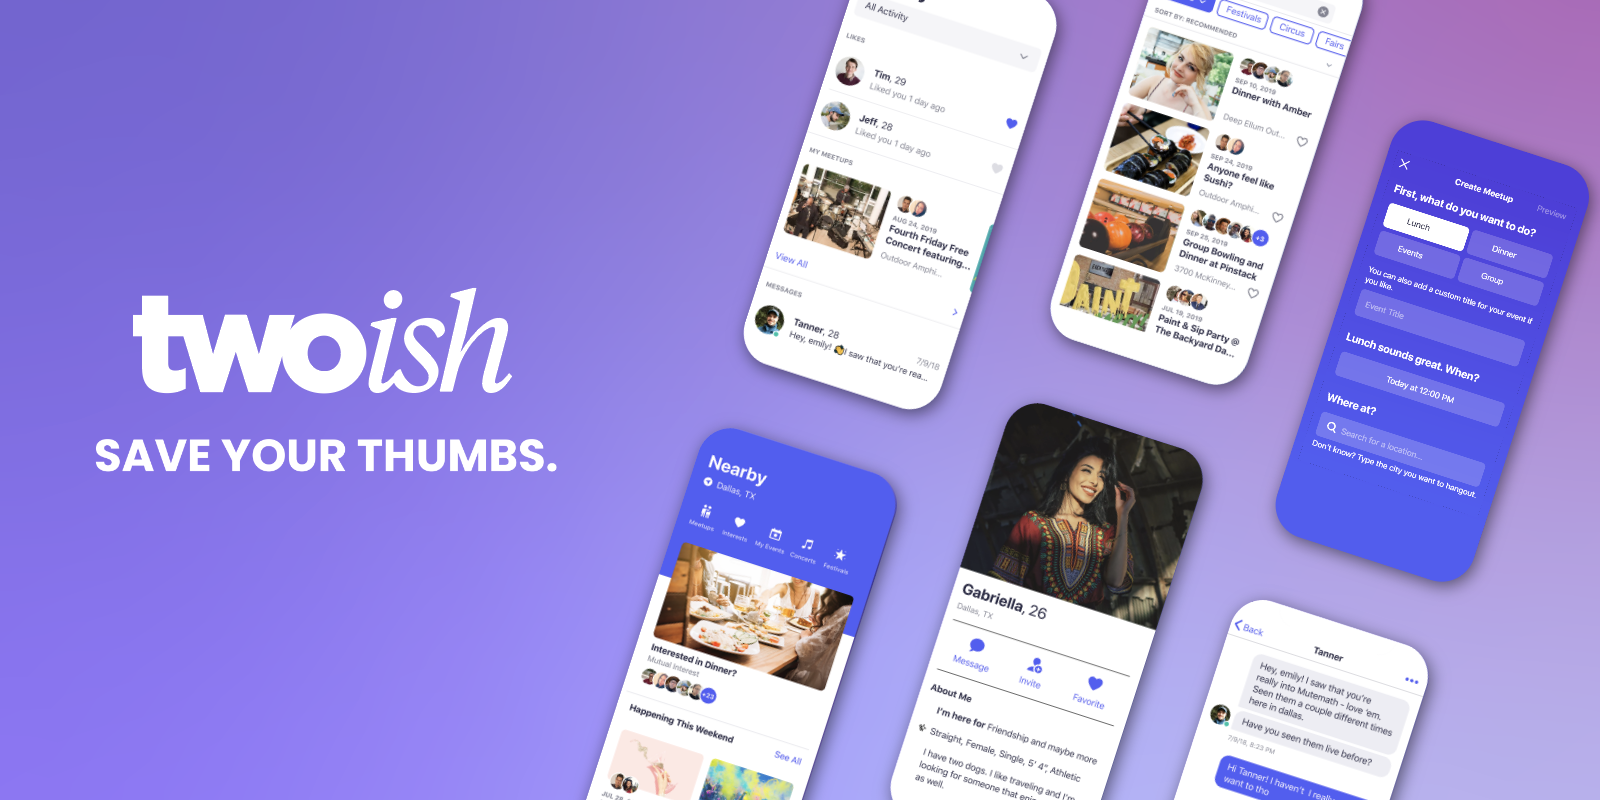 twoish
SAVE YOUR THUMBS.
All Activity
LIKES
Tim, 29
Liked you 1 day ago
Jeff, 28
Liked you 1 day ago
MY MEETUPS
AUG 24, 2019
Fourth Friday Free
Concert featuring...
Outdoor Amphi...
View All
MESSAGES
Tanner, 28
7/9/18
Hey, emily! I saw that you're rea...
Festivals
Circus
Fairs
SORT BY: RECOMMENDED
SEP 10, 2019
Dinner with Amber
Deep Ellum Out...
SEP 24, 2019
Anyone feel like
Sushi?
Outdoor Amphi...
+3
SEP 25, 2019
Group Bowling and
Dinner at Pinstack
3700 McKinney...
PAINT
JUL 19, 2019
Paint & Sip Party @
The Backyard Da...
Create Meetup
Preview
First, what do you want to do?
Lunch
Dinner
Events
Group
You can also add a custom title for your event if
you like.
Event Title
Lunch sounds great. When?
Today at 12:00 PM
Where at?
Search for a location...
Don't know? Type the city you want to hangout.
Nearby
Dallas, TX
Meetups
Interests
My Events
Concerts
Festivals
Interested in Dinner?
Mutual Interest
+23
Happening This Weekend
See All
Gabriella, 26
Dallas, TX
Message
Invite
Favorite
About Me
I'm here for Friendship and maybe more
Straight, Female, Single, 5' 4", Athletic
I have two dogs. I like traveling and I'm
looking for someone that
as well.
Back
Tanner
Hey, emily! I saw that you're
really into Mutemath - love 'em.
Seen them a couple different times
here in dallas.
Have you seen them live before?
7/9/18, 8:23 PM
Hi Tanner! I haven't I really
want to tho